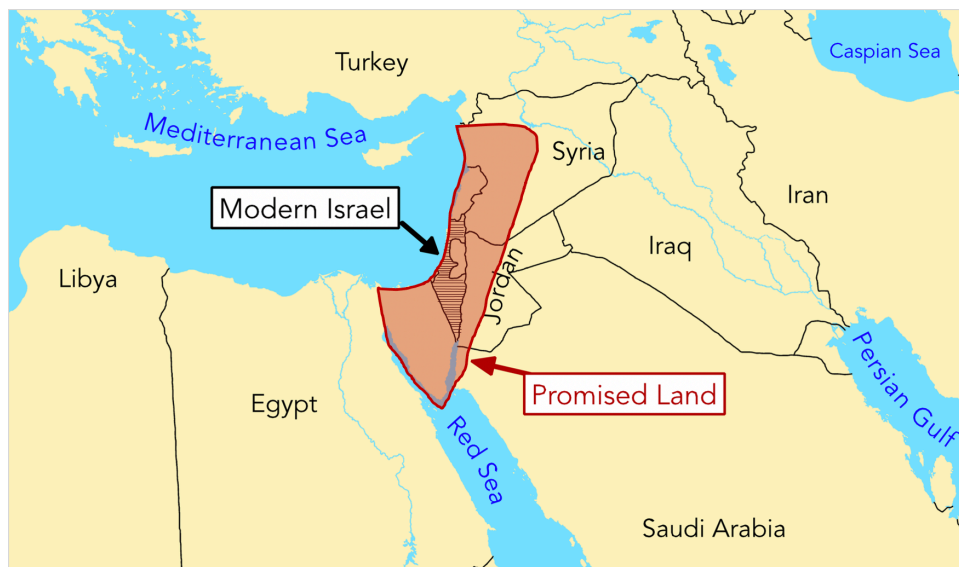 Turkey
Caspian Sea
Mediterranean Sea
Syria
Modern Israel
Iran
Iraq
Libya
Jordan
Promised Land
Persian Gulf
Egypt
Red Sea
Saudi Arabia